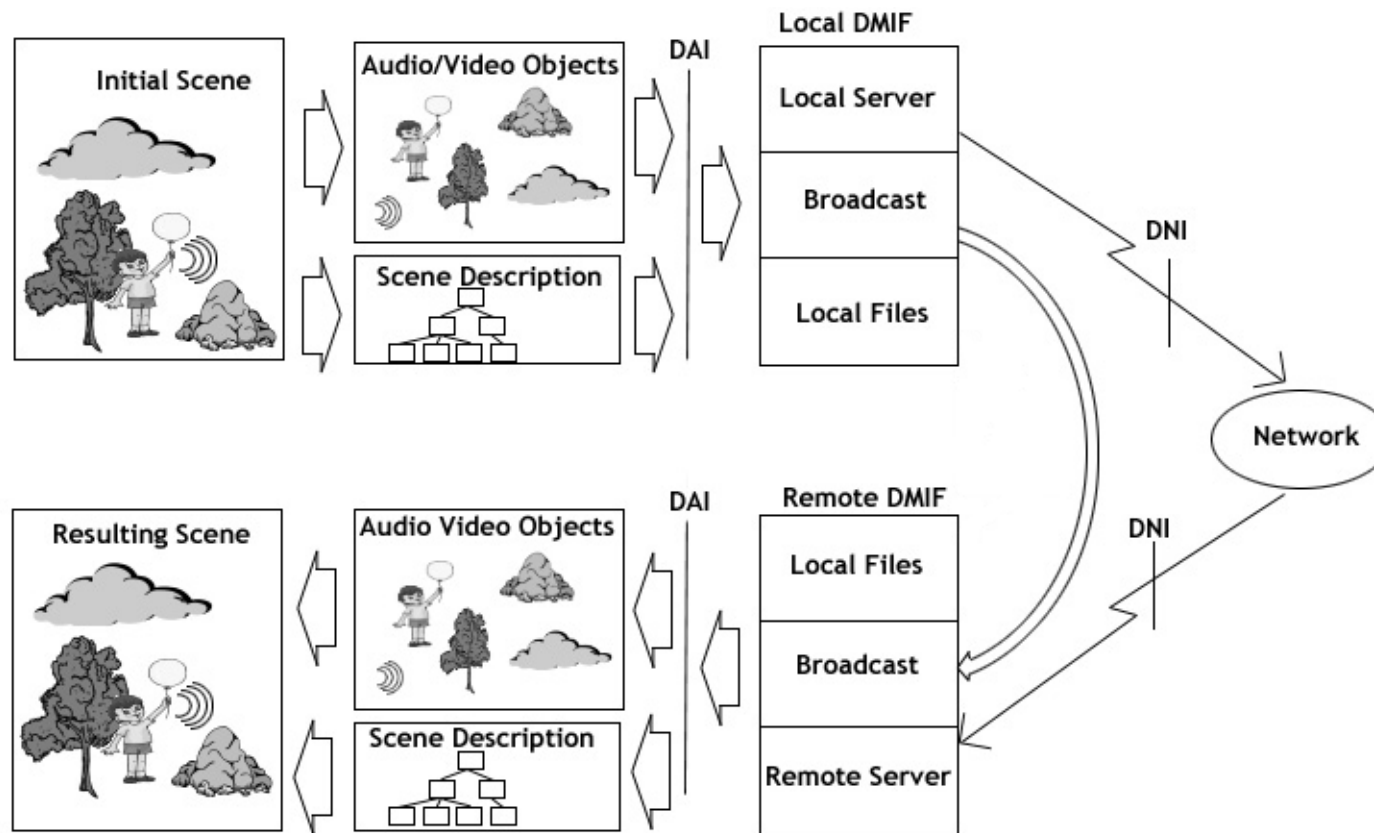 Initial Scene
Audio/Video Objects
Scene Description
DAI
Local DMIF
Local Server
Broadcast
Local Files
DNI
Network
Resulting Scene
Audio Video Objects
Scene Description
DAI
Remote DMIF
Local Files
Broadcast
Remote Server
DNI